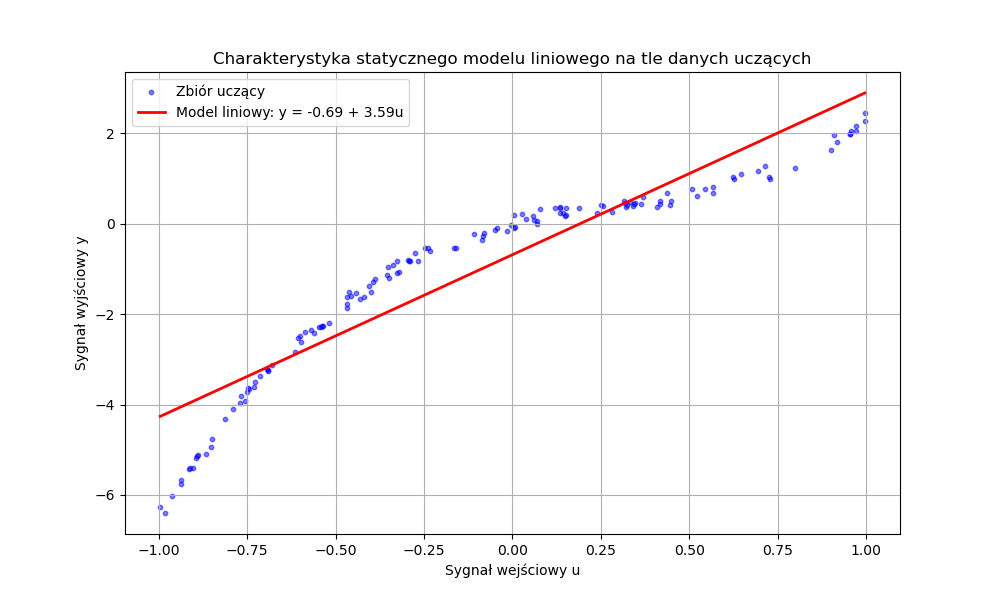 Charakterystyka statycznego modelu liniowego na tle danych uczących
Zbiór uczący
Model liniowy: y = -0.69 + 3.59u
Sygnał wyjściowy y
2
0
−2
−4
−6
−1.00 −0.75 −0.50 −0.25 0.00 0.25 0.50 0.75 1.00
Sygnał wejściowy u